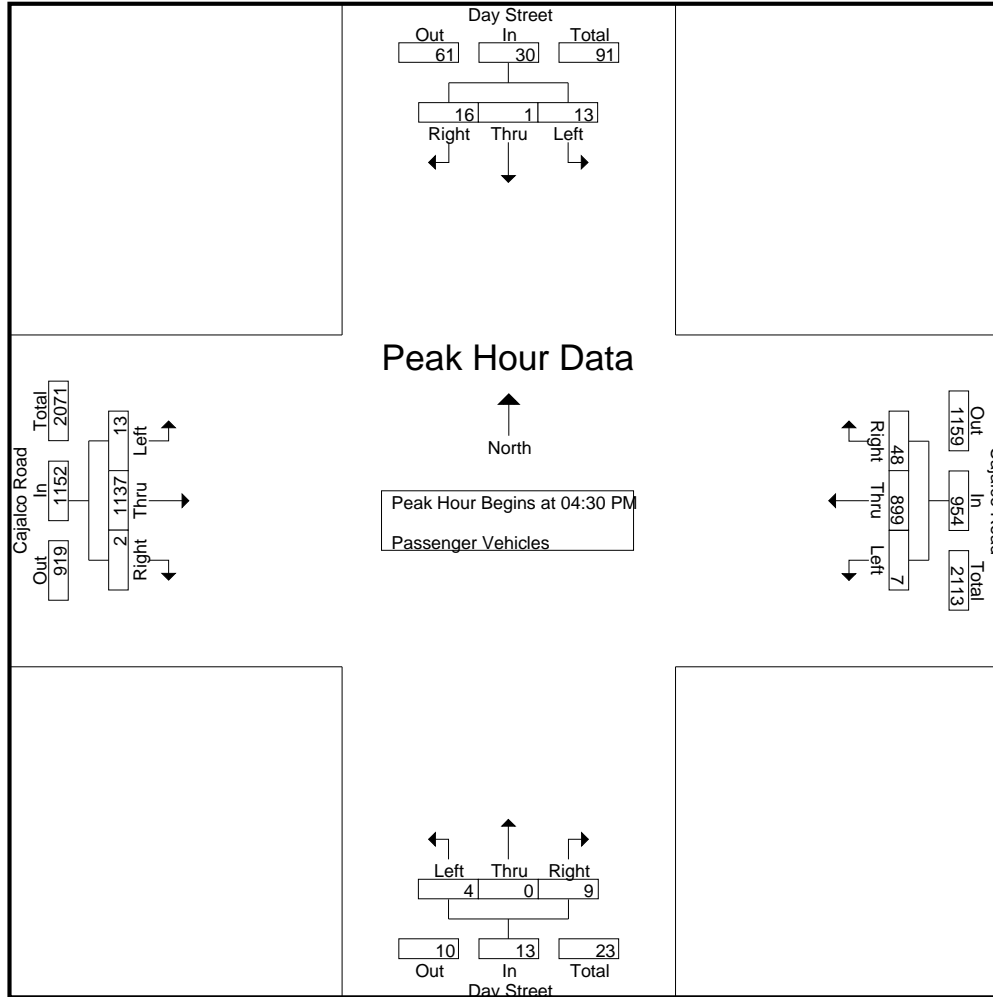 Day Street
Out In Total
61 30 91
16 1 13
Right Thru Left
Peak Hour Data
North
Peak Hour Begins at 04:30 PM
Passenger Vehicles
Cajalco Road
Out In Total
919 1152 2071
Left Thru Right
13 1137 2
Out In Total
1159 954 2113
Right Thru Left
48 899 7
Left Thru Right
4 0 9
10 13 23
Out In Total
Day Street